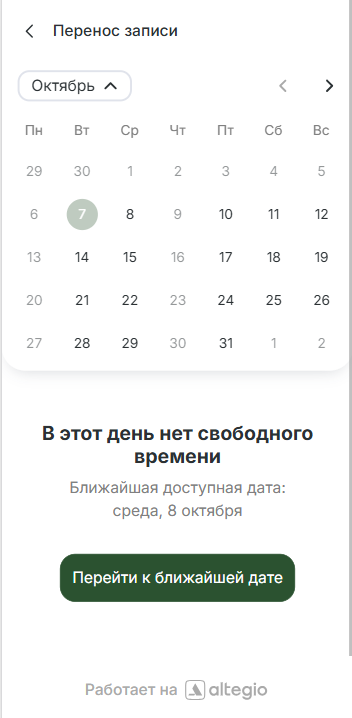 Перенос записи
Октябрь
Пн Вт Ср Чт Пт Сб Вс
29 30 1 2 3 4 5
6 7 8 9 10 11 12
13 14 15 16 17 18 19
20 21 22 23 24 25 26
27 28 29 30 31 1 2
В этот день нет свободного
времени
Ближайшая доступная дата:
среда, 8 октября
Перейти к ближайшей дате
Работает на altegio